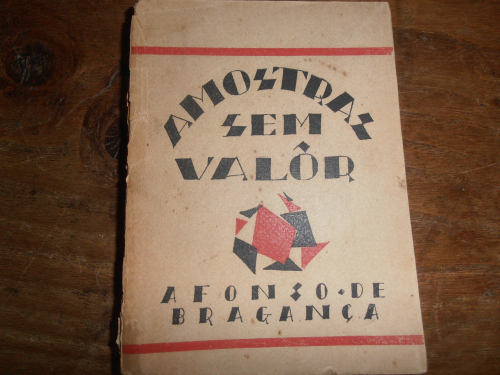 AMOSTRAS
SEM
VALÔR
AFONSO • DE
BRAGANÇA